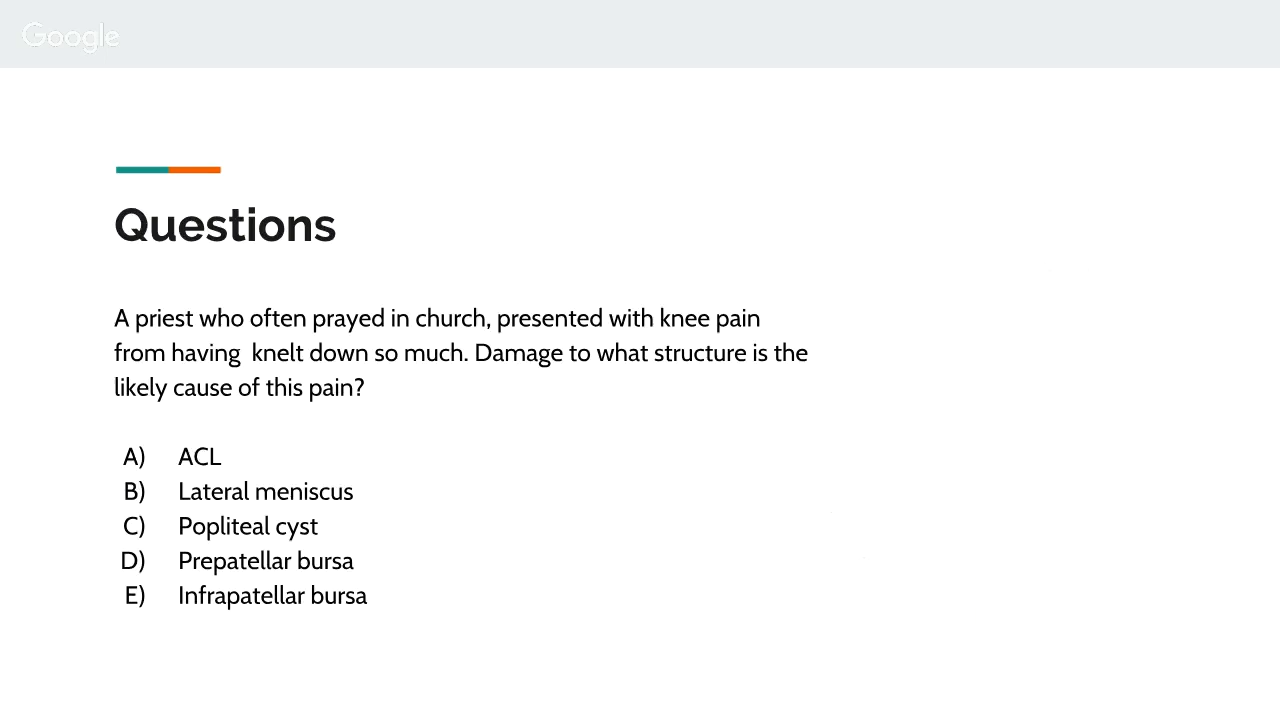 Google
Questions
A priest who often prayed in church, presented with knee pain
from having  knelt down so much. Damage to what structure is the
likely cause of this pain?
A) ACL
B) Lateral meniscus
C) Popliteal cyst
D) Prepatellar bursa
E) Infrapatellar bursa